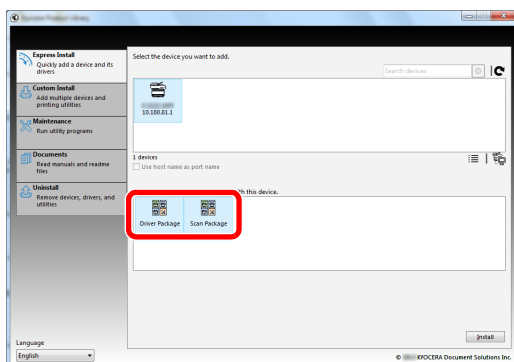 Express Install
Quickly add a device and its
drivers
Custom Install
Add multiple devices and
printing utilities
Maintenance
Run utility programs
Documents
Read manuals and readme
files
Uninstall
Remove devices, drivers, and
utilities
Language
English
Select the device you want to add.
Search devices
10.180.81.1
1 devices
Use host name as port name
this device.
Driver Package
Scan Package
Install
© KYOCERA Document Solutions Inc.